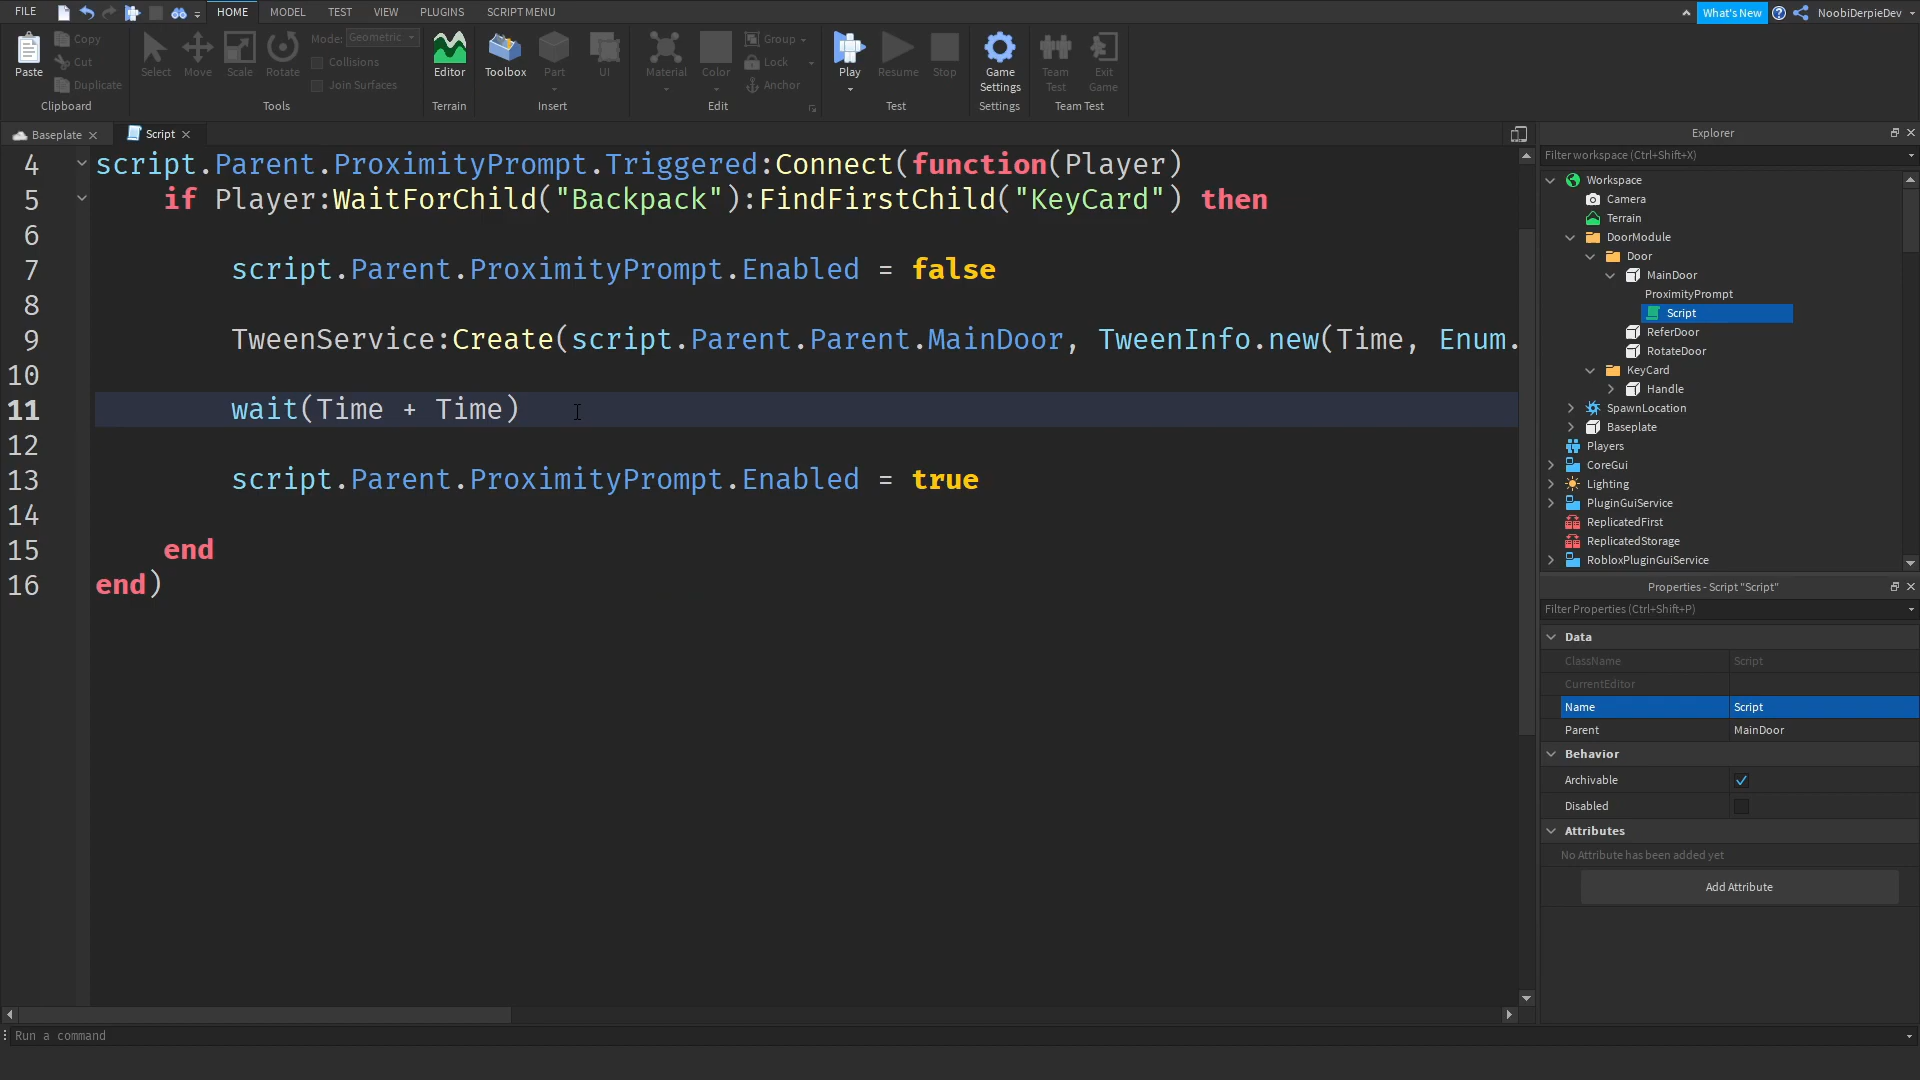 FILE HOME MODEL TEST VIEW PLUGINS SCRIPT MENU What's New NoobiDerpieDev
Paste Copy Cut Duplicate Clipboard
Select Move Scale Rotate Mode: Geometric Collisions Join Surfaces Tools
Editor Terrain
Toolbox Part UI Insert
Material Color Group Lock Anchor Edit
Play Resume Stop Test
Game Settings Settings
Team Test Exit Game Team Test
Baseplate Script
4 script.Parent.ProximityPrompt.Triggered:Connect(function(Player)
5 if Player:WaitForChild("Backpack"):FindFirstChild("KeyCard") then
6
7 script.Parent.ProximityPrompt.Enabled = false
8
9 TweenService:Create(script.Parent.Parent.MainDoor, TweenInfo.new(Time, Enum.
10
11 wait(Time + Time)
12
13 script.Parent.ProximityPrompt.Enabled = true
14
15 end
16 end)
Run a command
Explorer
Filter workspace (Ctrl+Shift+X)
Workspace
Camera
Terrain
DoorModule
Door
MainDoor
ProximityPrompt
Script
ReferDoor
RotateDoor
KeyCard
Handle
SpawnLocation
Baseplate
Players
CoreGui
Lighting
PluginGuiService
ReplicatedFirst
ReplicatedStorage
RobloxPluginGuiService
Properties - Script "Script"
Filter Properties (Ctrl+Shift+P)
Data
ClassName Script
CurrentEditor
Name Script
Parent MainDoor
Behavior
Archivable
Disabled
Attributes
No Attribute has been added yet
Add Attribute